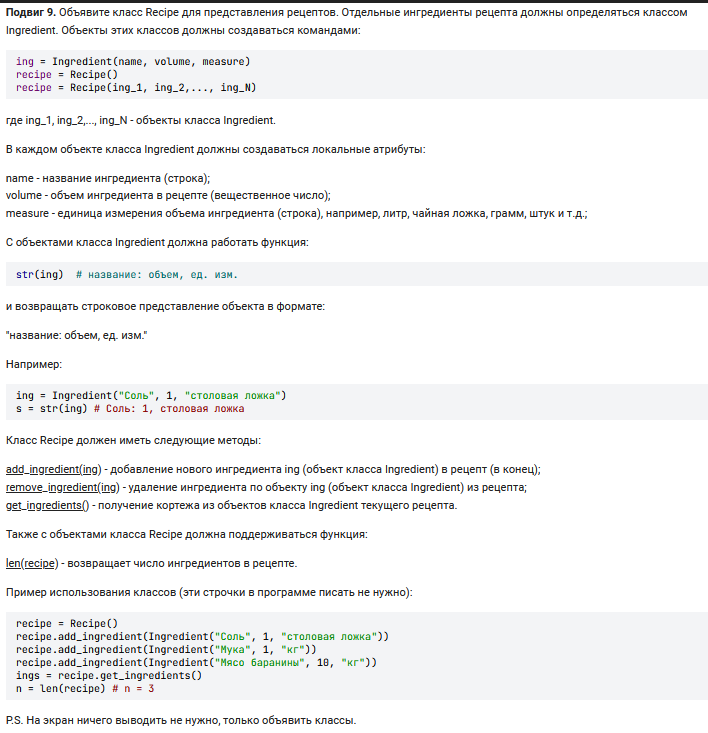 Подвиг 9. Объявите класс Recipe для представления рецептов. Отдельные ингредиенты рецепта должны определяться классом
Ingredient. Объекты этих классов должны создаваться командами:
ing = Ingredient(name, volume, measure)
recipe = Recipe()
recipe = Recipe(ing_1, ing_2,..., ing_N)
где ing_1, ing_2,..., ing_N - объекты класса Ingredient.
В каждом объекте класса Ingredient должны создаваться локальные атрибуты:
name - название ингредиента (строка);
volume - объем ингредиента в рецепте (вещественное число);
measure - единица измерения объема ингредиента (строка), например, литр, чайная ложка, грамм, штук и т.д.;
С объектами класса Ingredient должна работать функция:
str(ing)  # название: объем, ед. изм.
и возвращать строковое представление объекта в формате:
"название: объем, ед. изм."
Например:
ing = Ingredient("Соль", 1, "столовая ложка")
s = str(ing) # Соль: 1, столовая ложка
Класс Recipe должен иметь следующие методы:
add_ingredient(ing) - добавление нового ингредиента ing (объект класса Ingredient) в рецепт (в конец);
remove_ingredient(ing) - удаление ингредиента по объекту ing (объект класса Ingredient) из рецепта;
get_ingredients() - получение кортежа из объектов класса Ingredient текущего рецепта.
Также с объектами класса Recipe должна поддерживаться функция:
len(recipe) - возвращает число ингредиентов в рецепте.
Пример использования классов (эти строчки в программе писать не нужно):
recipe = Recipe()
recipe.add_ingredient(Ingredient("Соль", 1, "столовая ложка"))
recipe.add_ingredient(Ingredient("Мука", 1, "кг"))
recipe.add_ingredient(Ingredient("Мясо баранины", 10, "кг"))
ings = recipe.get_ingredients()
n = len(recipe) # n = 3
P.S. На экран ничего выводить не нужно, только объявить классы.